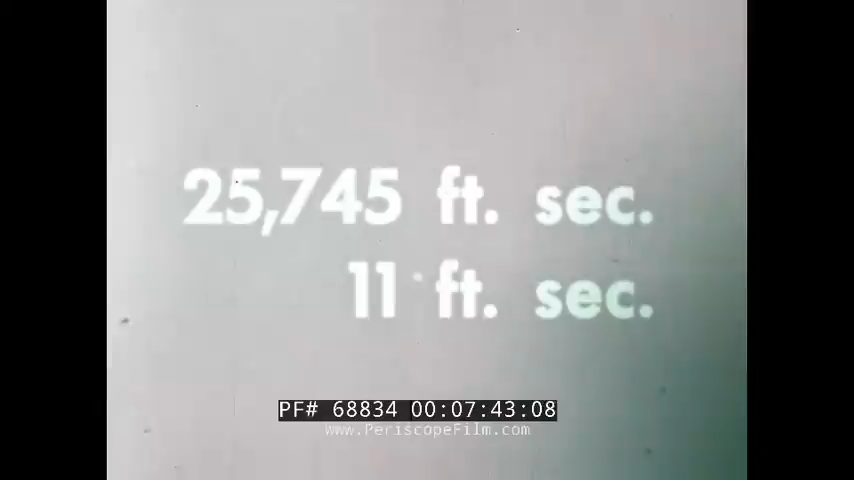 25,745 ft. sec.
11 ft. sec.
PF# 68834 00:07:43:08
www.PeriscopeFilm.com